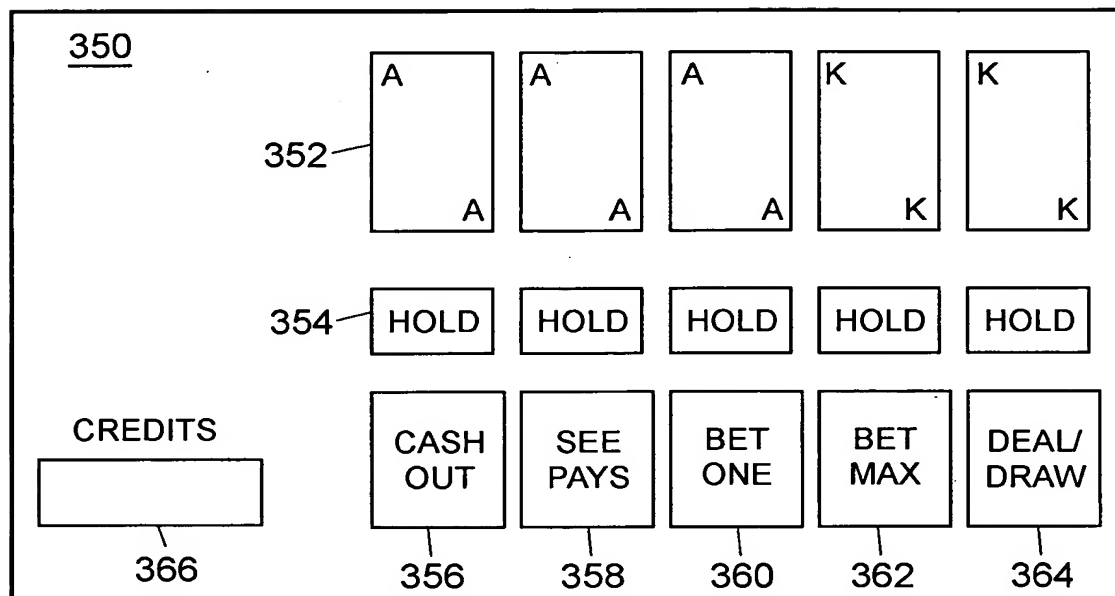 350
A A A K K
352
A A A K K
354 HOLD HOLD HOLD HOLD HOLD
CREDITS
CASH OUT
SEE PAYS
BET ONE
BET MAX
DEAL/ DRAW
366 356 358 360 362 364